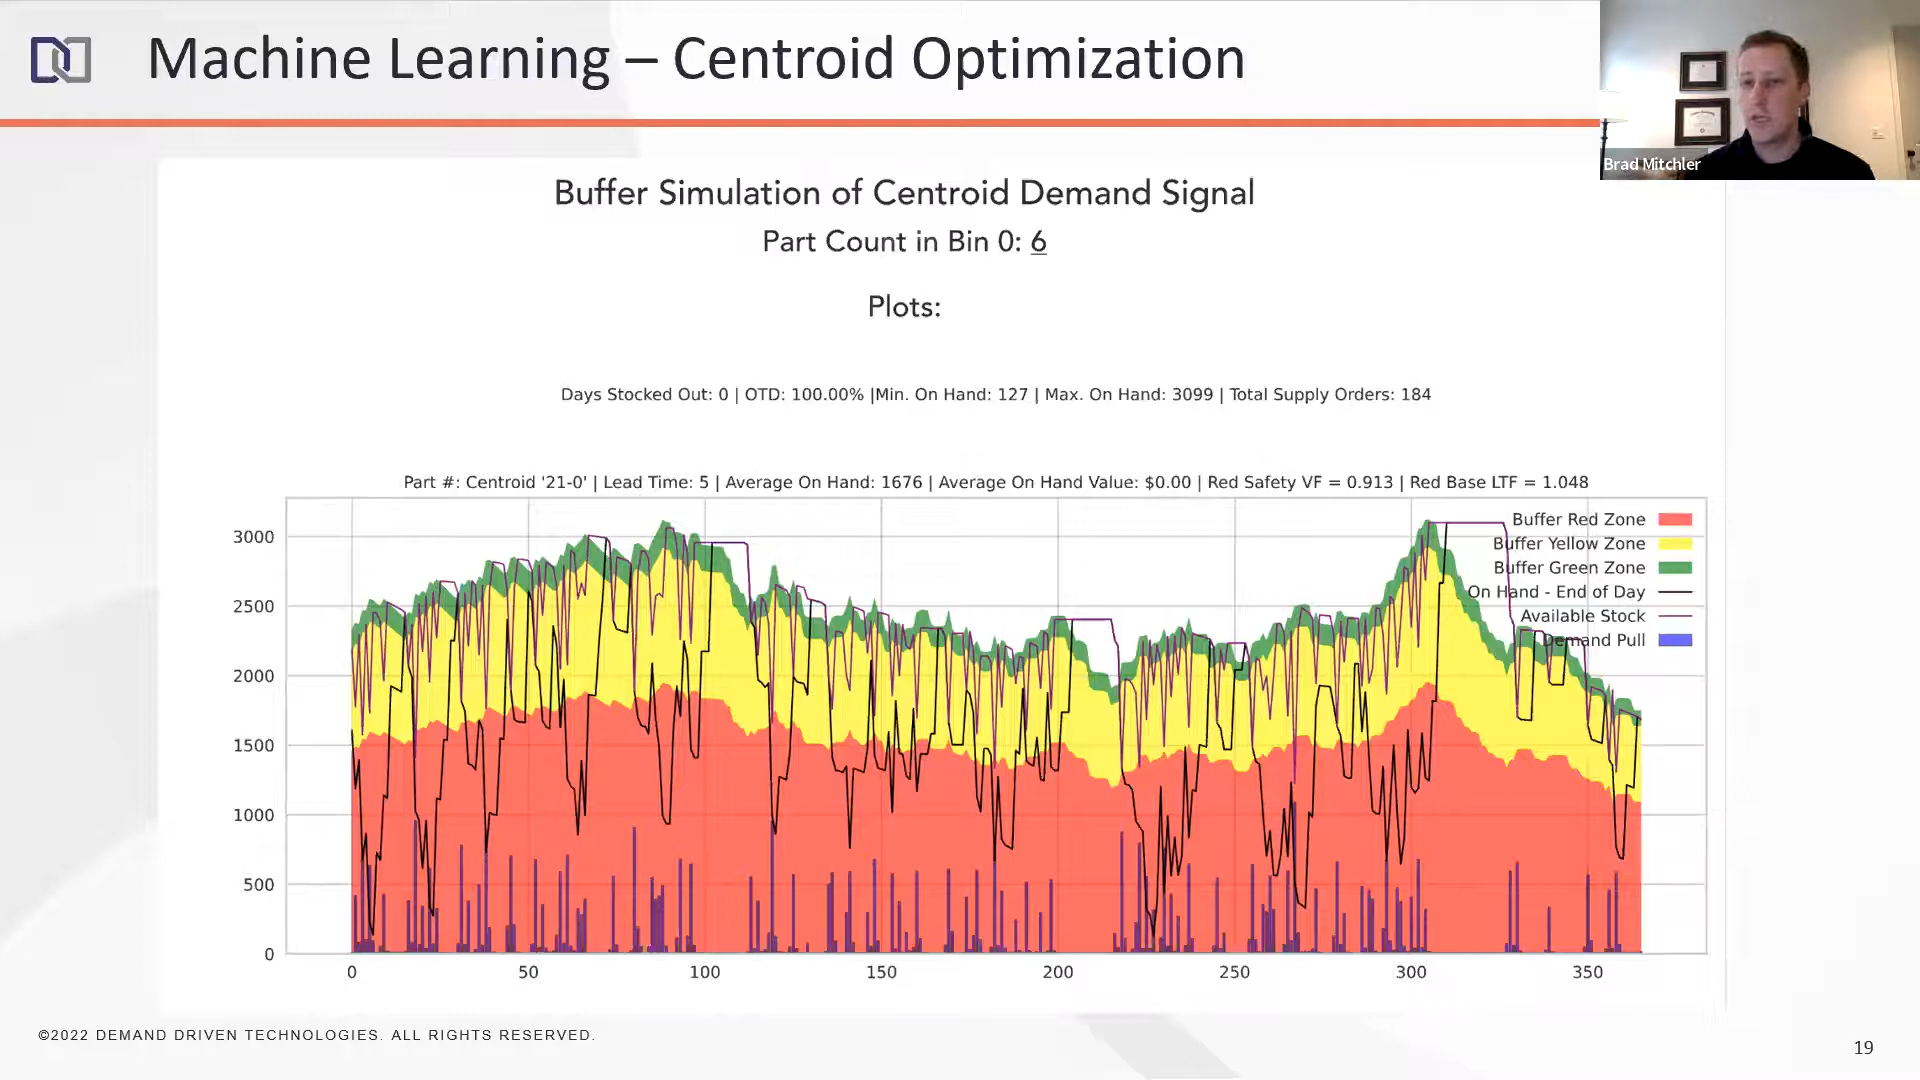 Machine Learning – Centroid Optimization
Brad Mitchler
Buffer Simulation of Centroid Demand Signal
Part Count in Bin 0: 6
Plots:
Days Stocked Out: 0 | OTD: 100.00% |Min. On Hand: 127 | Max. On Hand: 3099 | Total Supply Orders: 184
Part #: Centroid '21-0' | Lead Time: 5 | Average On Hand: 1676 | Average On Hand Value: $0.00 | Red Safety VF = 0.913 | Red Base LTF = 1.048
Buffer Red Zone
Buffer Yellow Zone
Buffer Green Zone
On Hand - End of Day
Available Stock
Demand Pull
3000
2500
2000
1500
1000
500
0
0 50 100 150 200 250 300 350
©2022 DEMAND DRIVEN TECHNOLOGIES. ALL RIGHTS RESERVED.
19